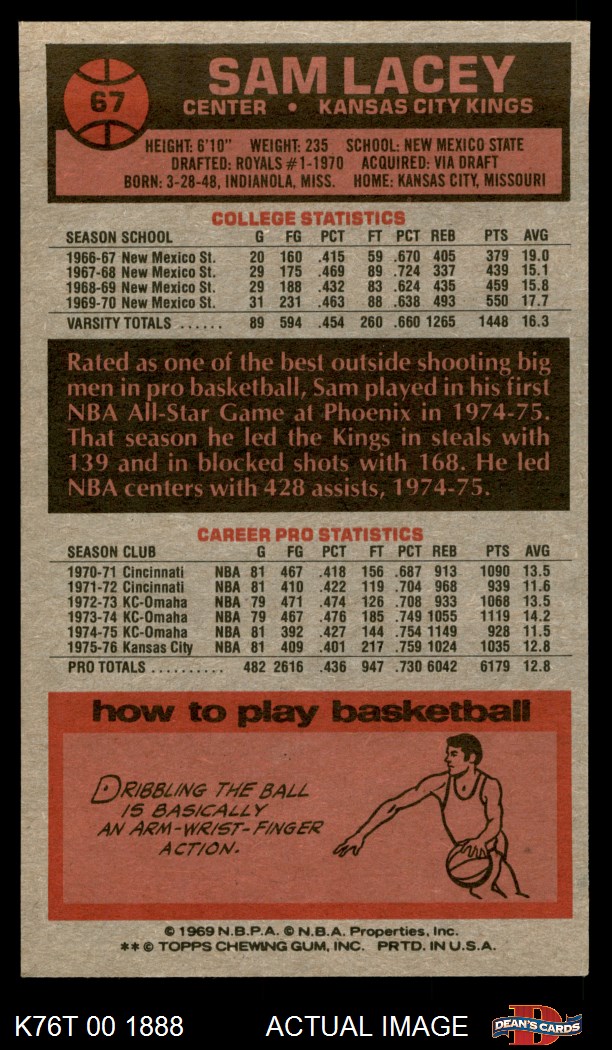 67
SAM LACEY
CENTER • KANSAS CITY KINGS
HEIGHT: 6'10" WEIGHT: 235 SCHOOL: NEW MEXICO STATE
DRAFTED: ROYALS #1-1970 ACQUIRED: VIA DRAFT
BORN: 3-28-48, INDIANOLA, MISS. HOME: KANSAS CITY, MISSOURI
COLLEGE STATISTICS
SEASON SCHOOL G FG PCT FT PCT REB PTS AVG
1966-67 New Mexico St. 20 160 .415 59 .670 405 379 19.0
1967-68 New Mexico St. 29 175 .469 89 .724 337 439 15.1
1968-69 New Mexico St. 29 188 .432 83 .624 435 459 15.8
1969-70 New Mexico St. 31 231 .463 88 .638 493 550 17.7
VARSITY TOTALS ...... 89 594 .454 260 .660 1265 1448 16.3
Rated as one of the best outside shooting big
men in pro basketball, Sam played in his first
NBA All-Star Game at Phoenix in 1974-75.
That season he led the Kings in steals with
139 and in blocked shots with 168. He led
NBA centers with 428 assists, 1974-75.
CAREER PRO STATISTICS
SEASON CLUB G FG PCT FT PCT REB PTS AVG
1970-71 Cincinnati NBA 81 467 .418 156 .687 913 1090 13.5
1971-72 Cincinnati NBA 81 410 .422 119 .704 968 939 11.6
1972-73 KC-Omaha NBA 79 471 .474 126 .708 933 1068 13.5
1973-74 KC-Omaha NBA 79 467 .476 185 .749 1055 1119 14.2
1974-75 KC-Omaha NBA 81 392 .427 144 .754 1149 928 11.5
1975-76 Kansas City NBA 81 409 .401 217 .759 1024 1035 12.8
PRO TOTALS .......... 482 2616 .436 947 .730 6042 6179 12.8
how to play basketball
DRIBBLING THE BALL
IS BASICALLY
AN ARM-WRIST-FINGER
ACTION.
© 1969 N.B.P.A. © N.B.A. Properties, Inc.
** © TOPPS CHEWING GUM, INC. PRTD. IN U.S.A.
K76T 00 1888 ACTUAL IMAGE
D
DEAN'S CARDS